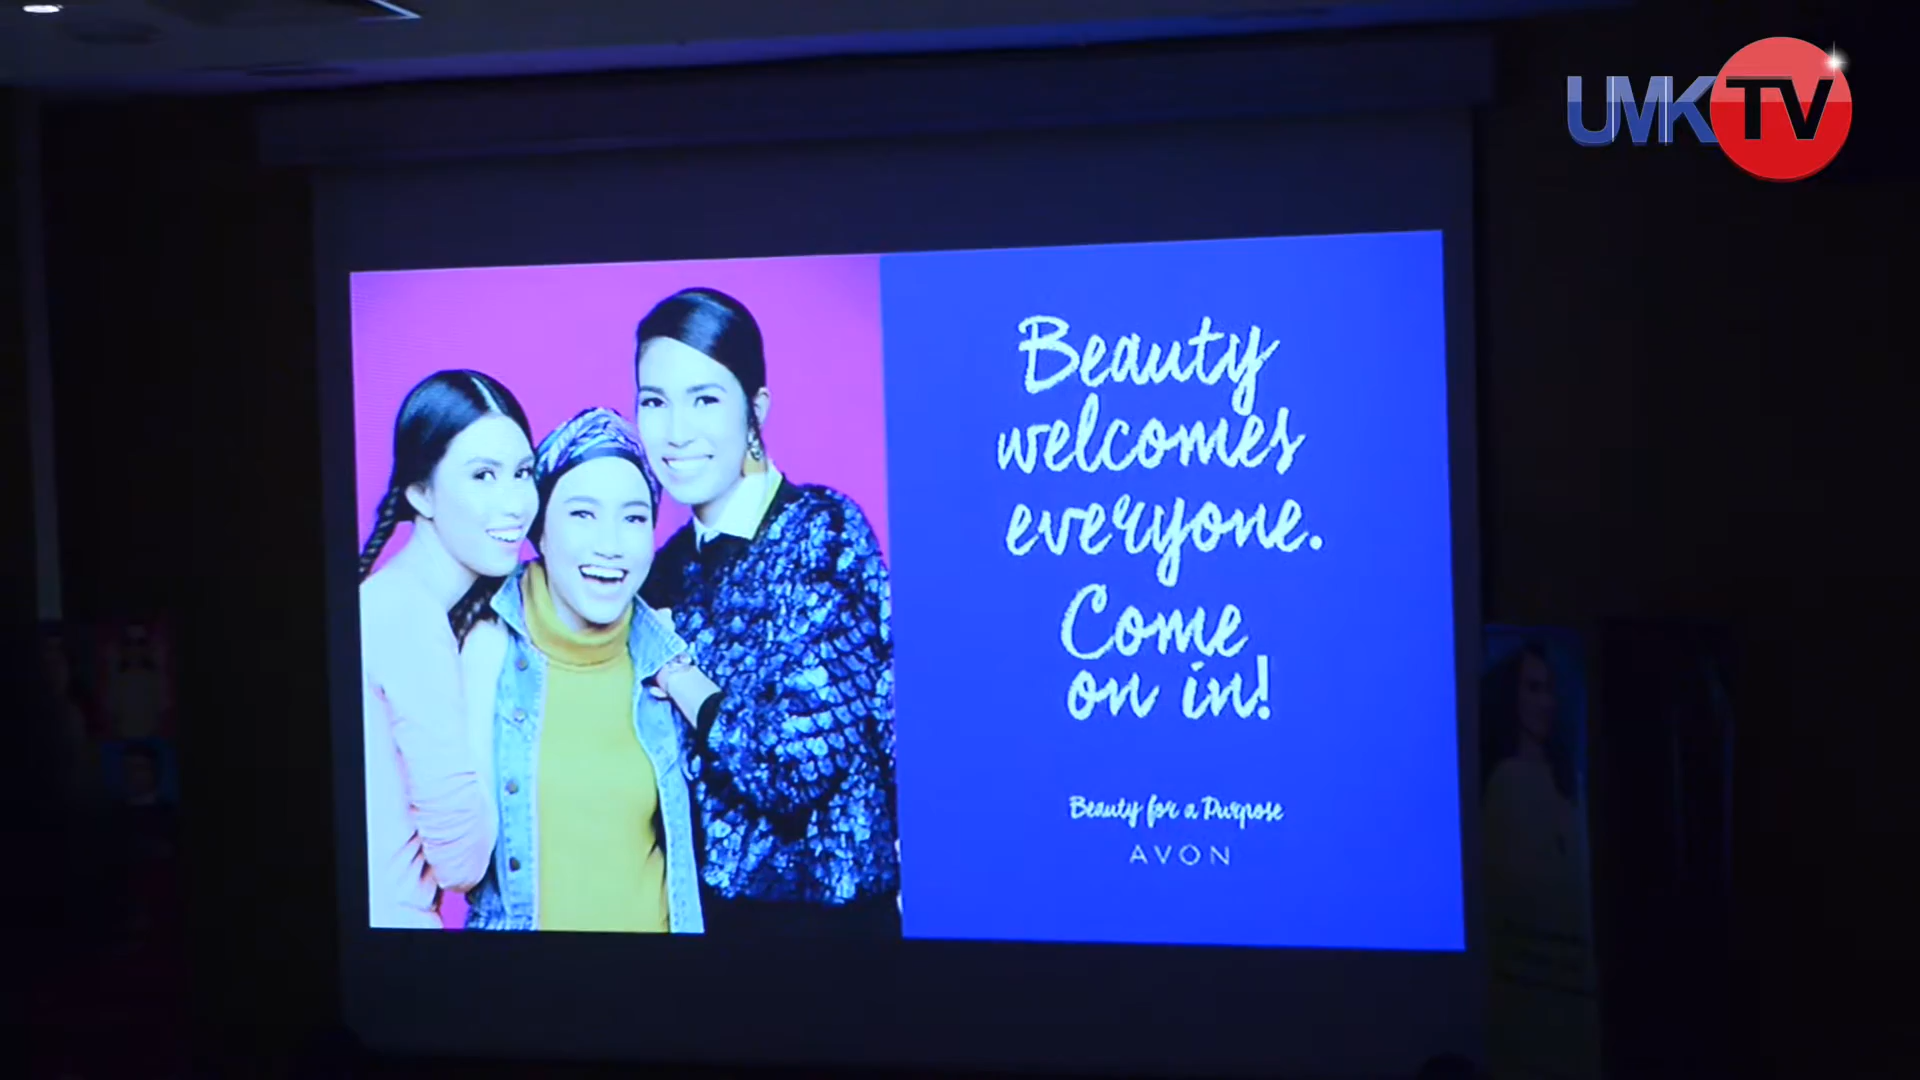 UMKTV
Beauty
welcomes
everyone.
Come
on in!
Beauty for a Purpose
AVON